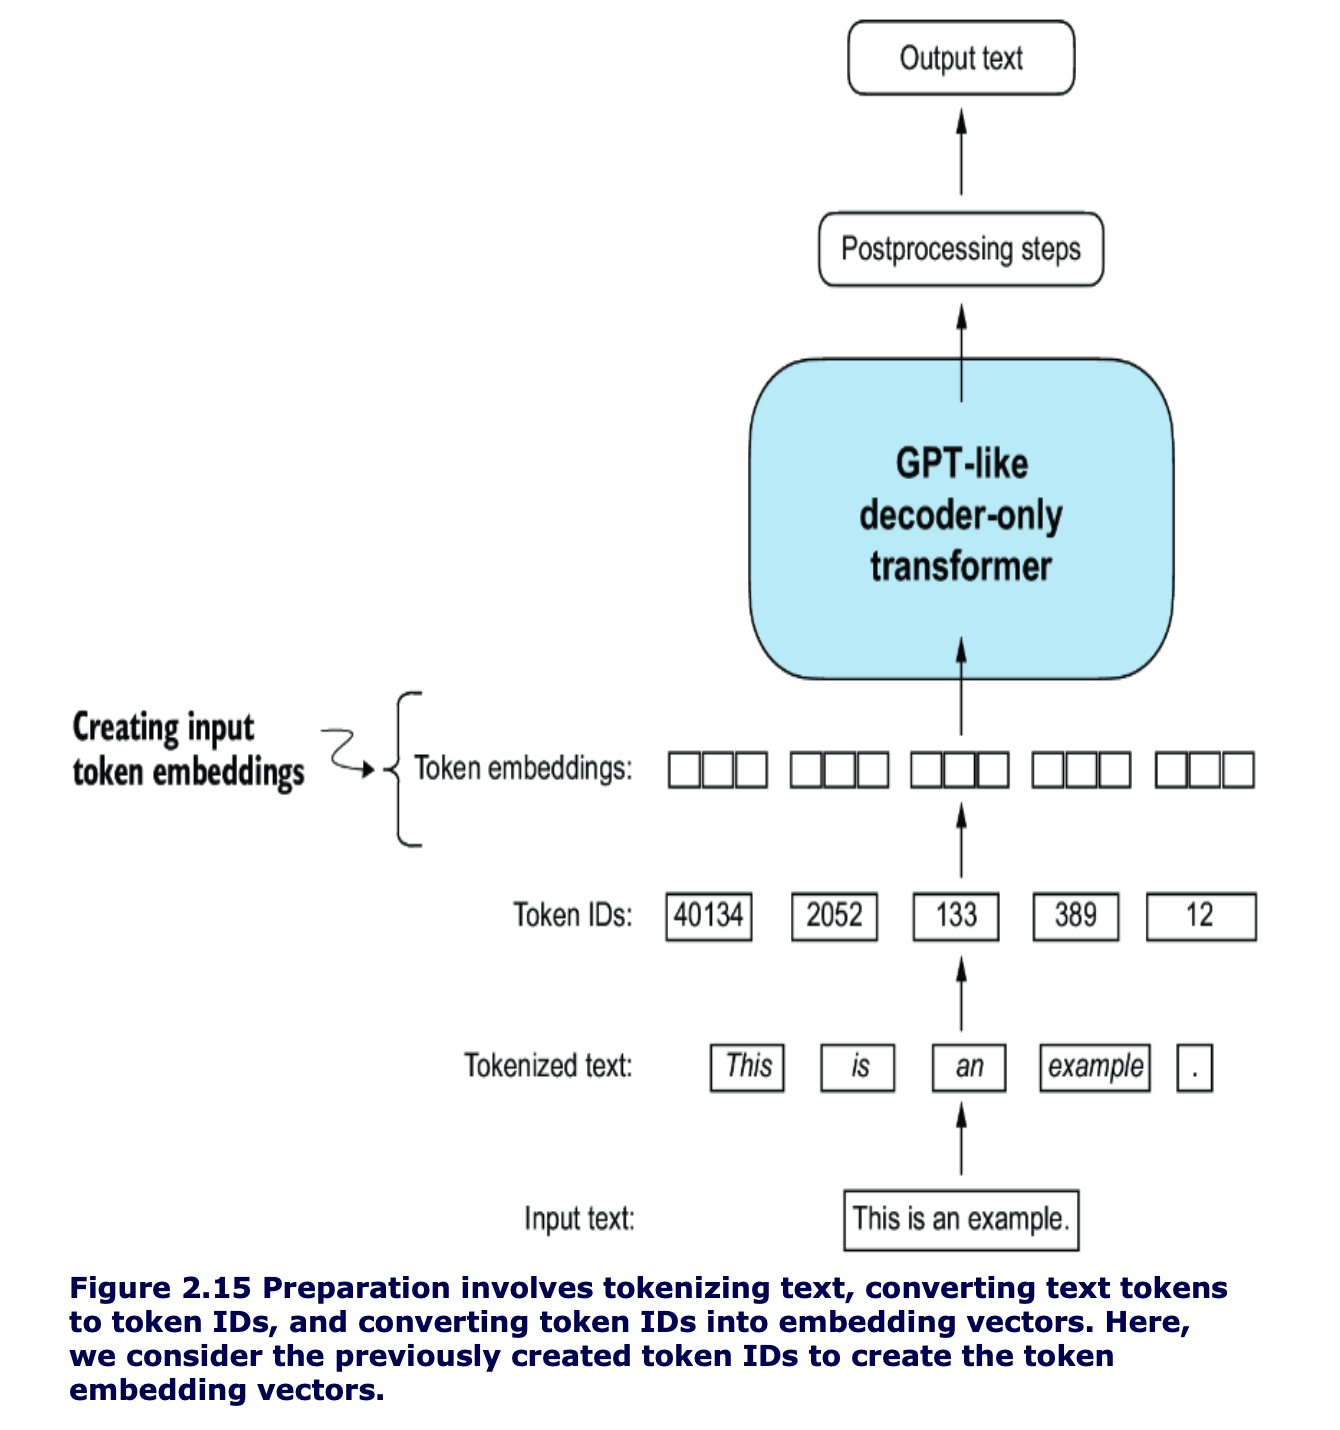 Output text
Postprocessing steps
GPT-like
decoder-only
transformer
Creating input
token embeddings
Token embeddings:
Token IDs: 40134 2052 133 389 12
Tokenized text: This is an example .
Input text: This is an example.
Figure 2.15 Preparation involves tokenizing text, converting text tokens
to token IDs, and converting token IDs into embedding vectors. Here,
we consider the previously created token IDs to create the token
embedding vectors.